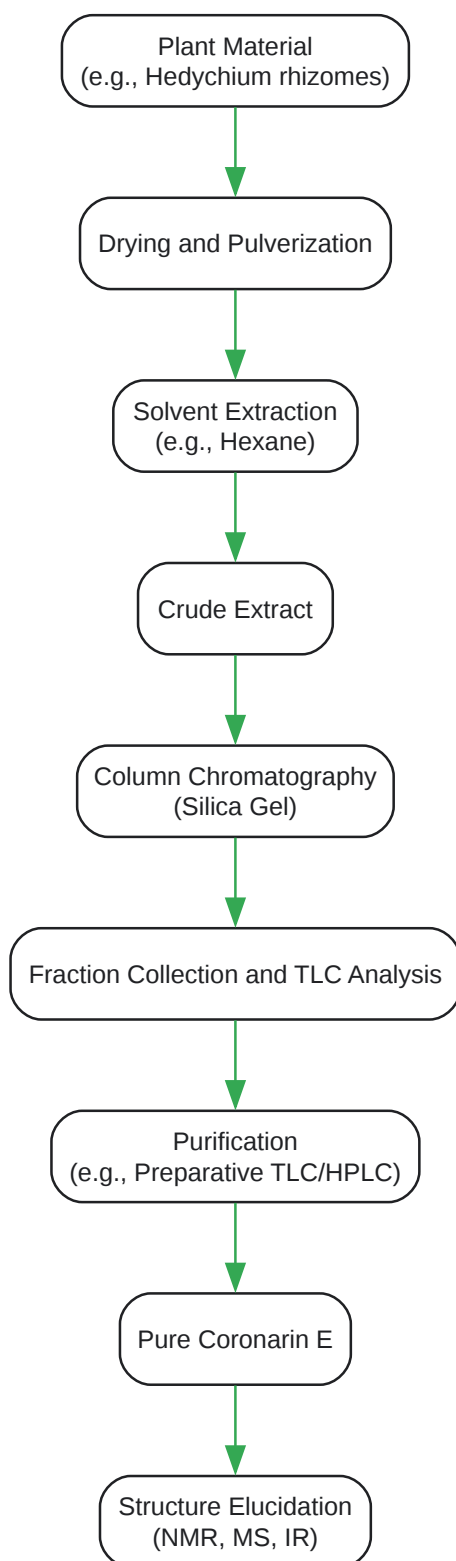 Plant Material
(e.g., Hedychium rhizomes)
Drying and Pulverization
Solvent Extraction
(e.g., Hexane)
Crude Extract
Column Chromatography
(Silica Gel)
Fraction Collection and TLC Analysis
Purification
(e.g., Preparative TLC/HPLC)
Pure Coronarin E
Structure Elucidation
(NMR, MS, IR)